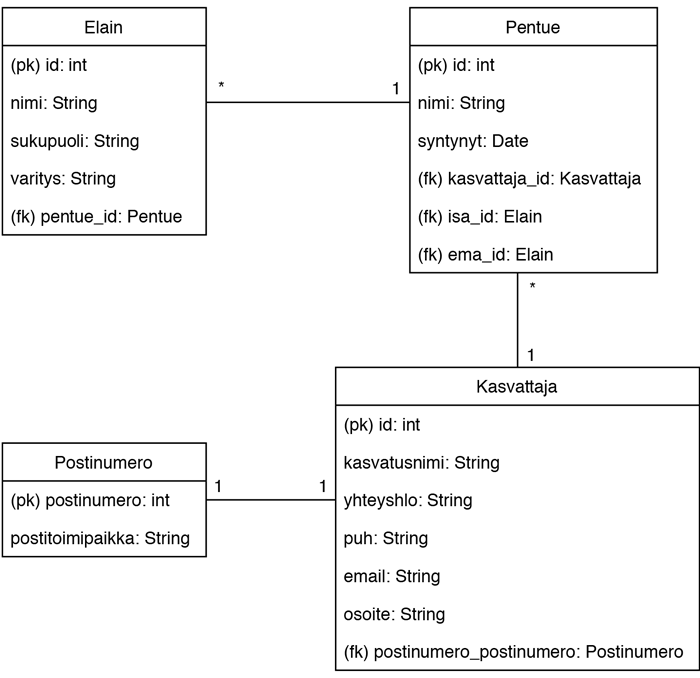 Elain
(pk) id: int
nimi: String
sukupuoli: String
varitys: String
(fk) pentue_id: Pentue
*
1
Pentue
(pk) id: int
nimi: String
syntynyt: Date
(fk) kasvattaja_id: Kasvattaja
(fk) isa_id: Elain
(fk) ema_id: Elain
*
1
Kasvattaja
(pk) id: int
kasvatusnimi: String
yhteyshlo: String
puh: String
email: String
osoite: String
(fk) postinumero_postinumero: Postinumero
Postinumero
(pk) postinumero: int
postitoimipaikka: String
1
1